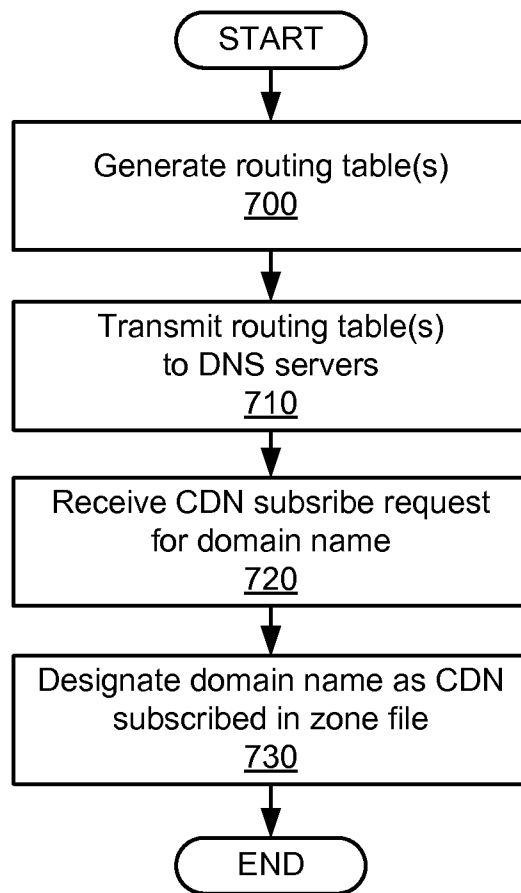 START
Generate routing table(s)
700
Transmit routing table(s)
to DNS servers
710
Receive CDN subsribe request
for domain name
720
Designate domain name as CDN
subscribed in zone file
730
END